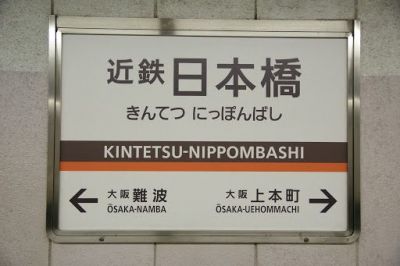 近鉄日本橋
きんてつ にっぽんばし
KINTETSU-NIPPOMBASHI
大阪 難波 大阪 上本町
ŌSAKA-NAMBA ŌSAKA-UEHOMMACHI